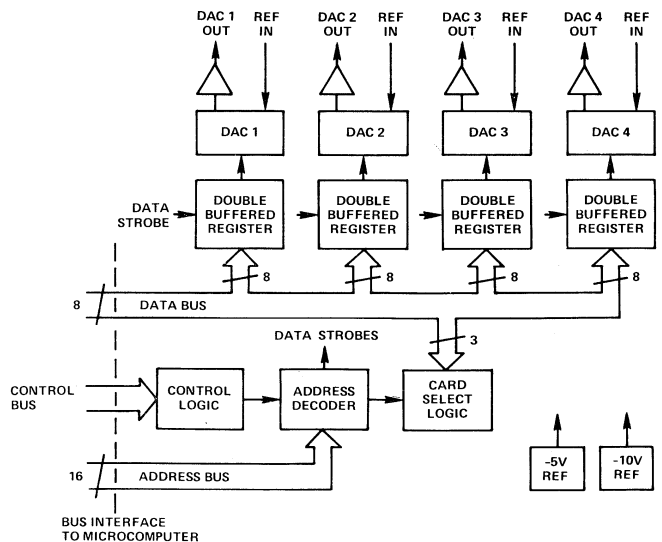 DAC 1 OUT
REF IN
DAC 2 OUT
REF IN
DAC 3 OUT
REF IN
DAC 4 OUT
REF IN
DAC 1
DAC 2
DAC 3
DAC 4
DATA STROBE
DOUBLE BUFFERED REGISTER
DOUBLE BUFFERED REGISTER
DOUBLE BUFFERED REGISTER
DOUBLE BUFFERED REGISTER
8
8
8
8
8
DATA BUS
3
DATA STROBES
CONTROL BUS
CONTROL LOGIC
ADDRESS DECODER
CARD SELECT LOGIC
-5V REF
-10V REF
16
ADDRESS BUS
BUS INTERFACE TO MICROCOMPUTER